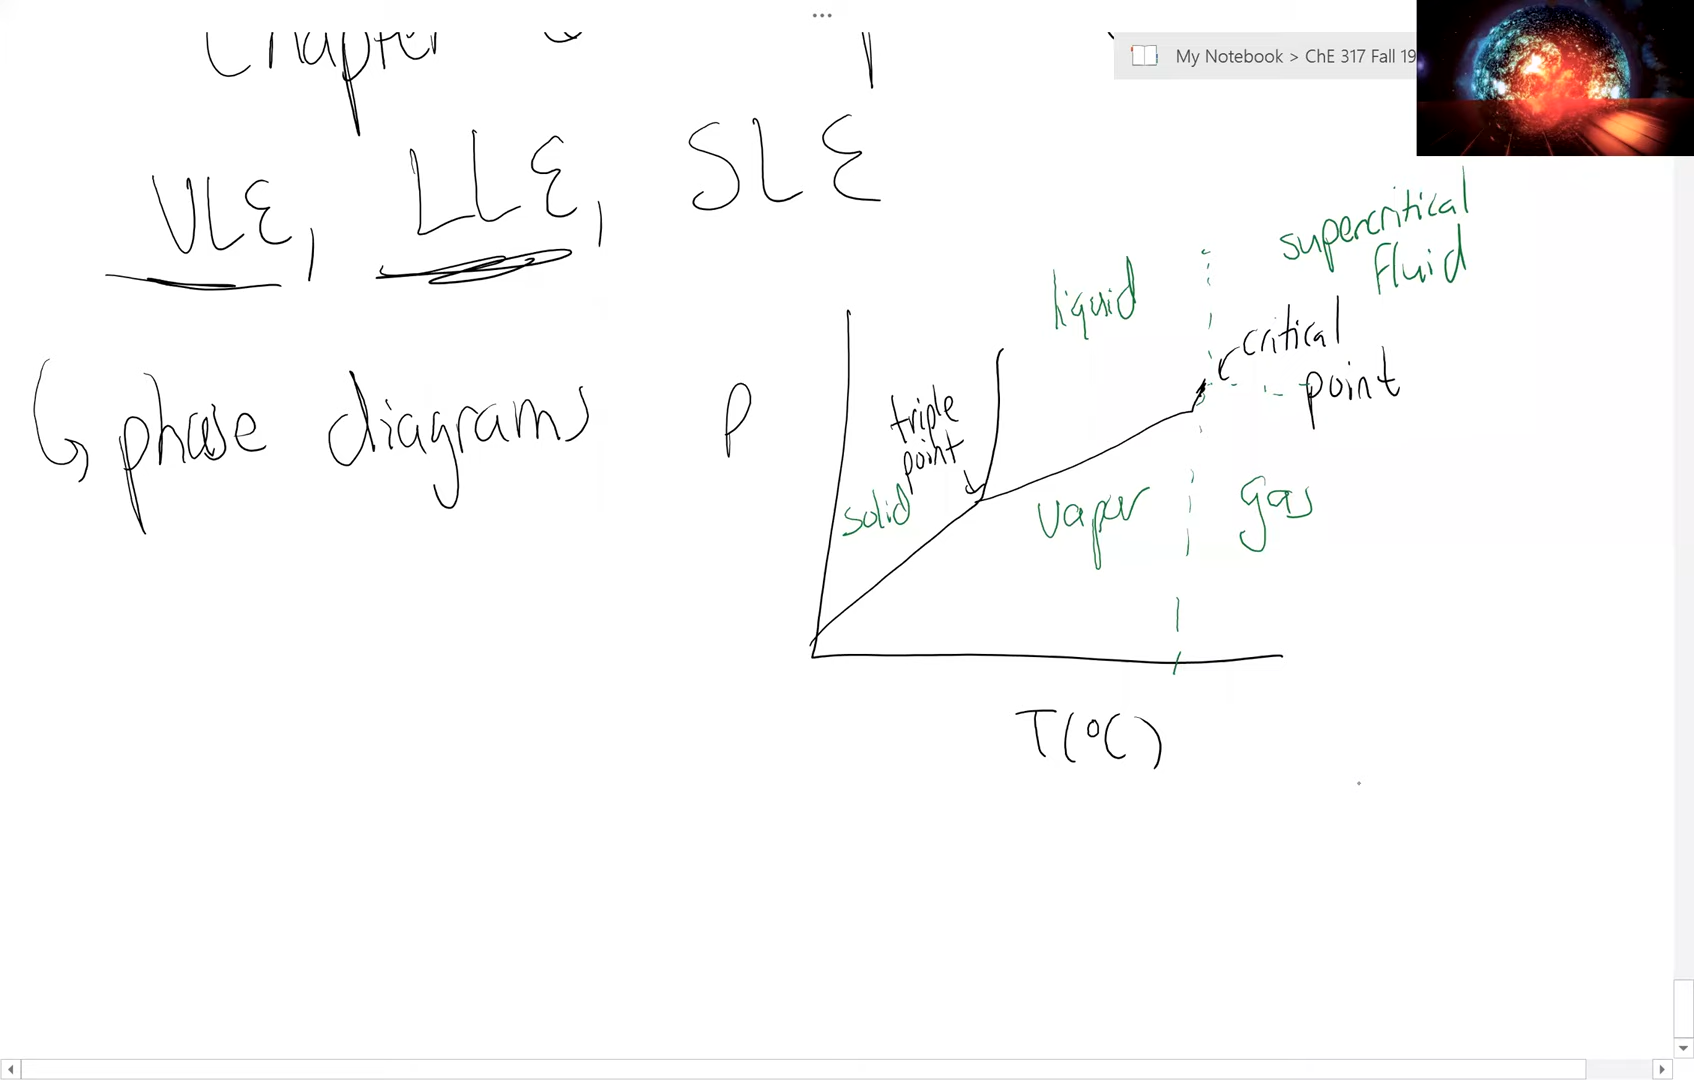 Chapter
My Notebook > ChE 317 Fall 19
VLE, LLE, SLE
phase diagrams
P
supercritical
fluid
liquid
critical
point
triple
point
solid
vapor
gas
T(°C)